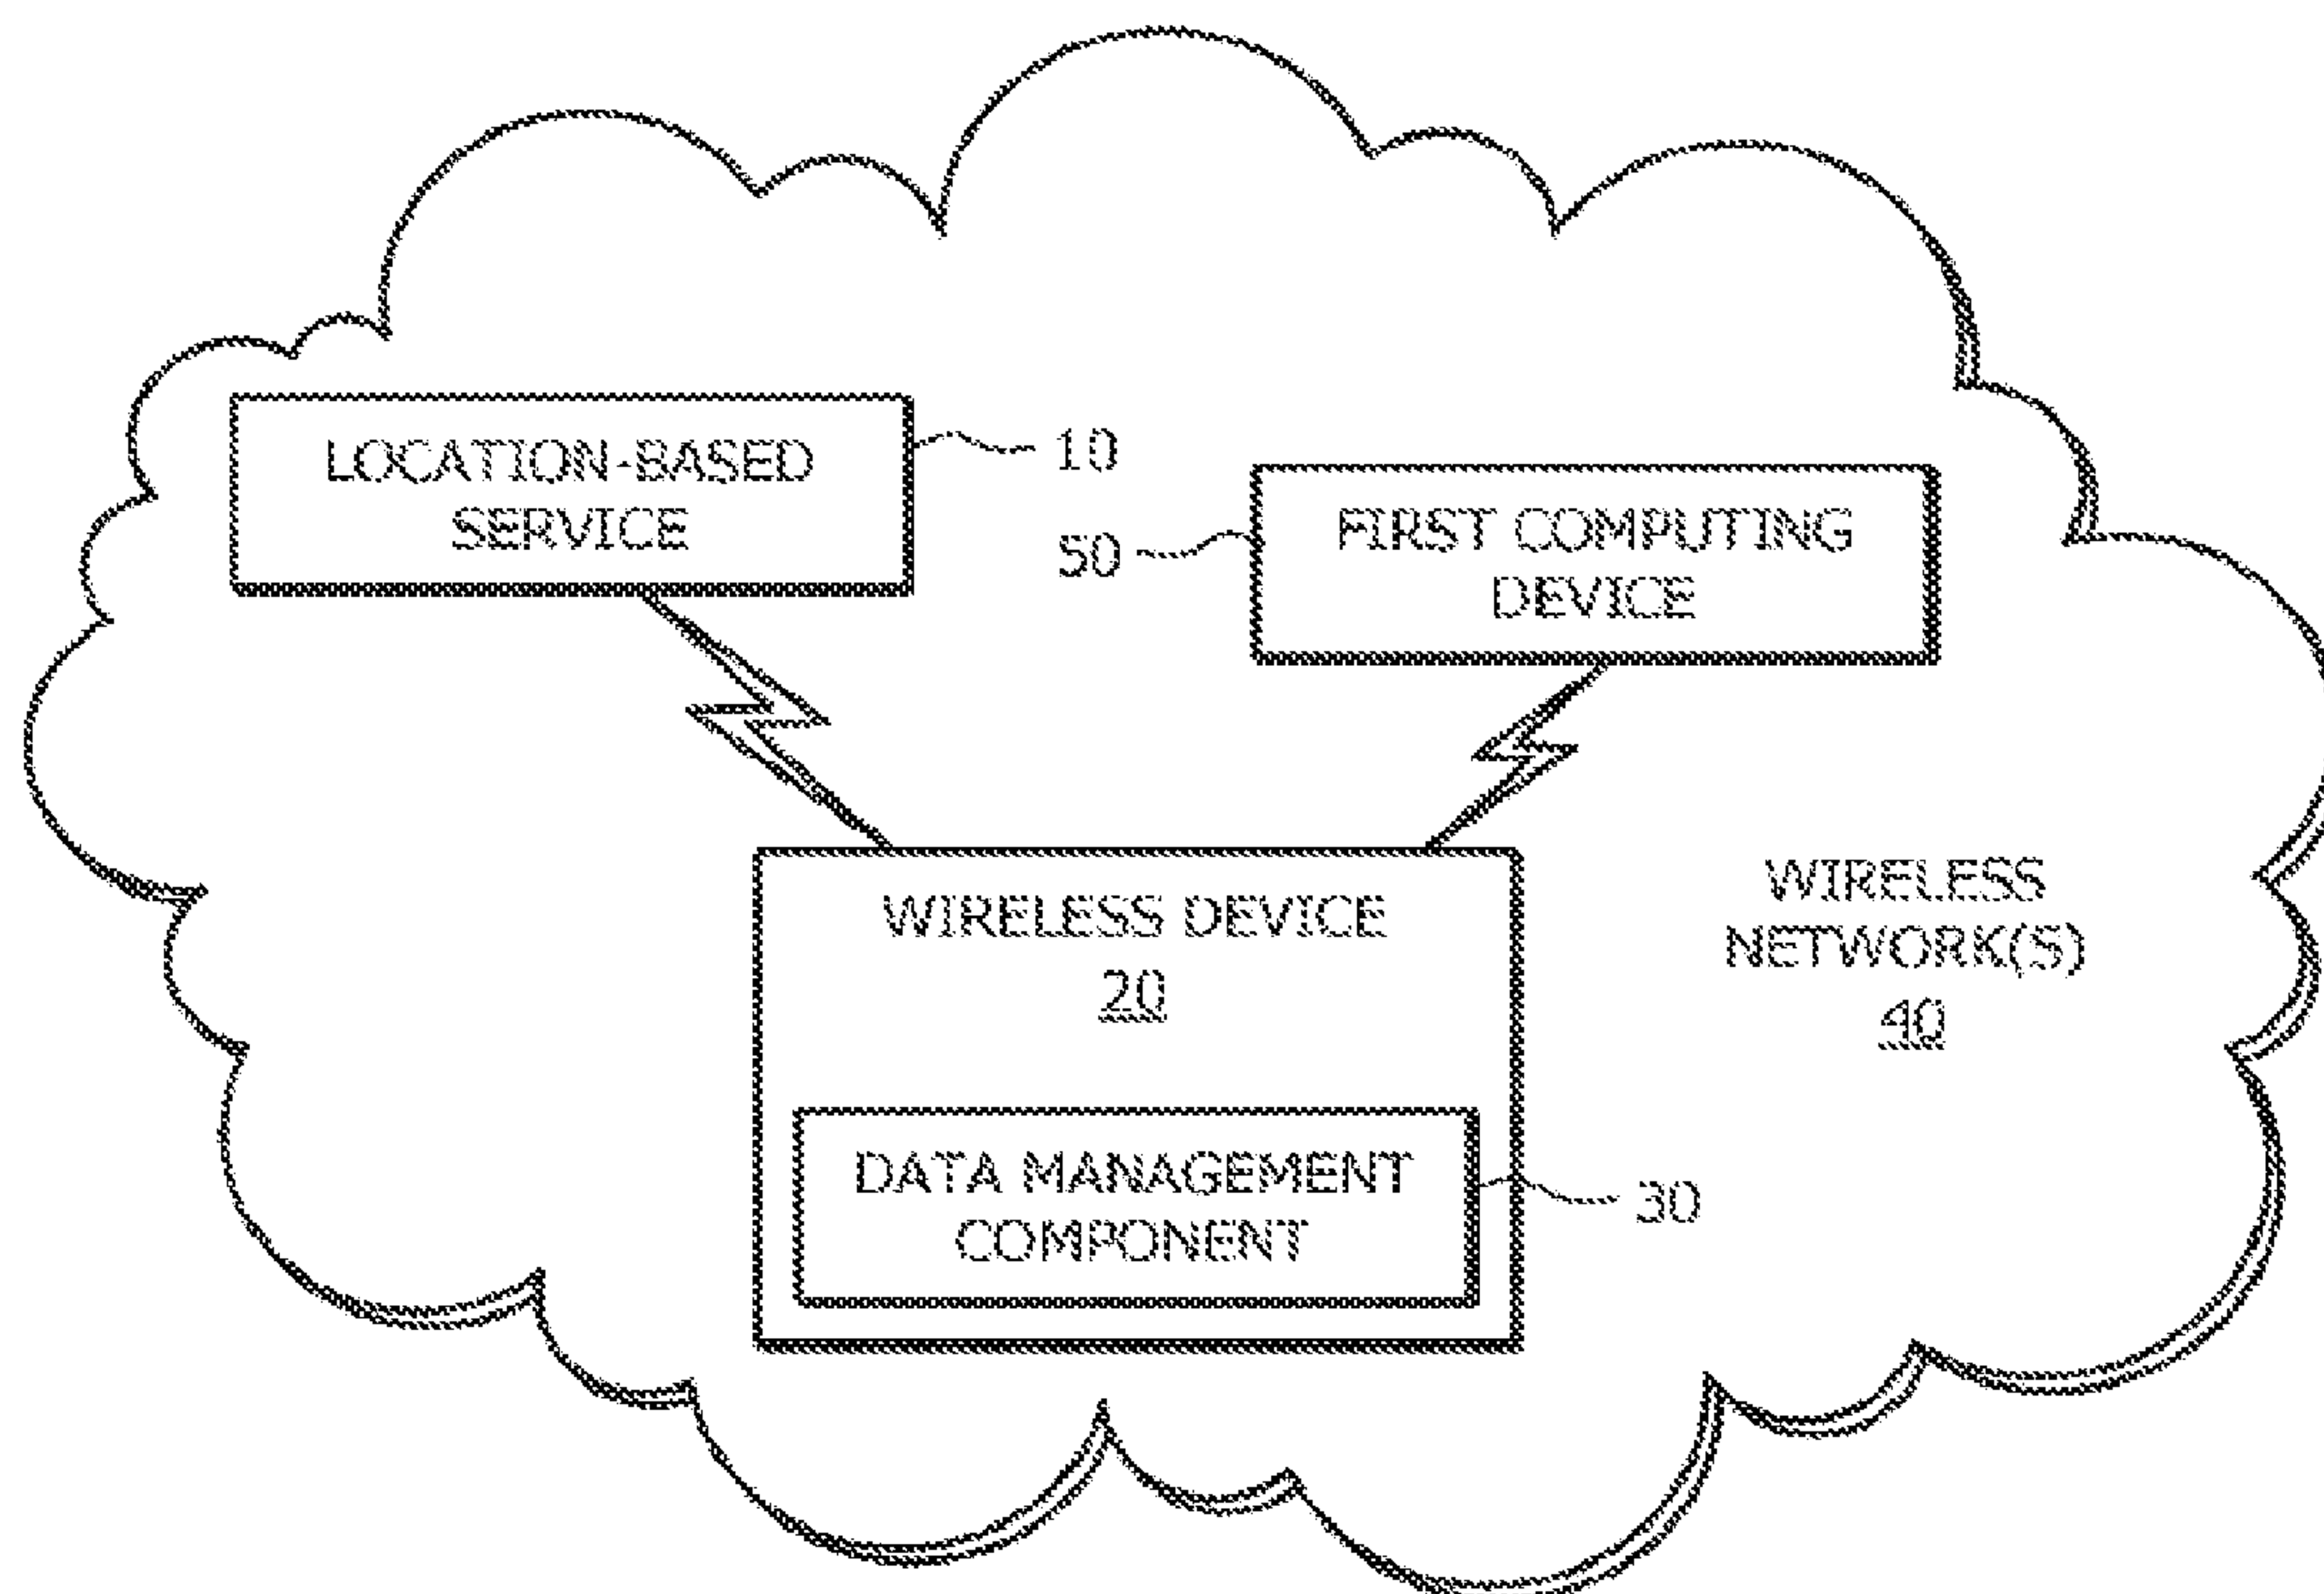 LOCATION-BASED
SERVICE
10
50
FIRST COMPUTING
DEVICE
WIRELESS DEVICE
20
WIRELESS
NETWORK(S)
40
DATA MANAGEMENT
COMPONENT
30